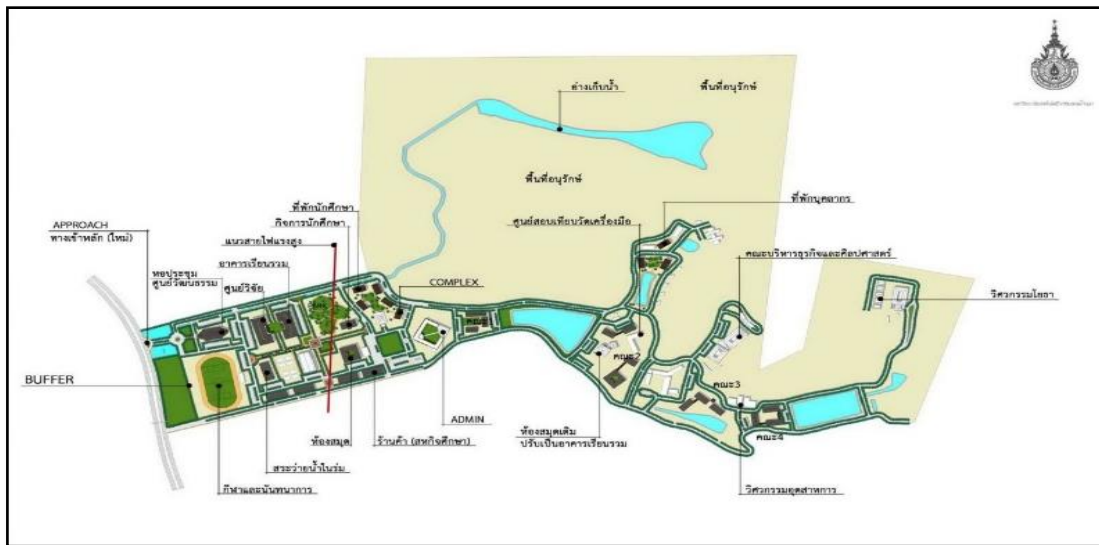 อ่างเก็บน้ำ
พื้นที่อนุรักษ์
พื้นที่อนุรักษ์
ที่พักนักศึกษา
กิจการนักศึกษา
ศูนย์สอบเทียบวัดเครื่องมือ
ที่พักบุคลากร
APPROACH
ทางเข้าหลัก (ใหม่)
แนวสายไฟแรงสูง
คณะบริหารธุรกิจและศิลปศาสตร์
อาคารเรียนรวม
หอประชุม
ศูนย์วัฒนธรรม
ศูนย์วิจัย
COMPLEX
วิศวกรรมโยธา
คณะ2
BUFFER
คณะ3
ADMIN
ห้องสมุด
ร้านค้า (สหกิจศึกษา)
ห้องสมุดเดิม
ปรับเป็นอาคารเรียนรวม
คณะ4
สระว่ายน้ำในร่ม
กีฬาและนันทนาการ
วิศวกรรมอุตสาหการ